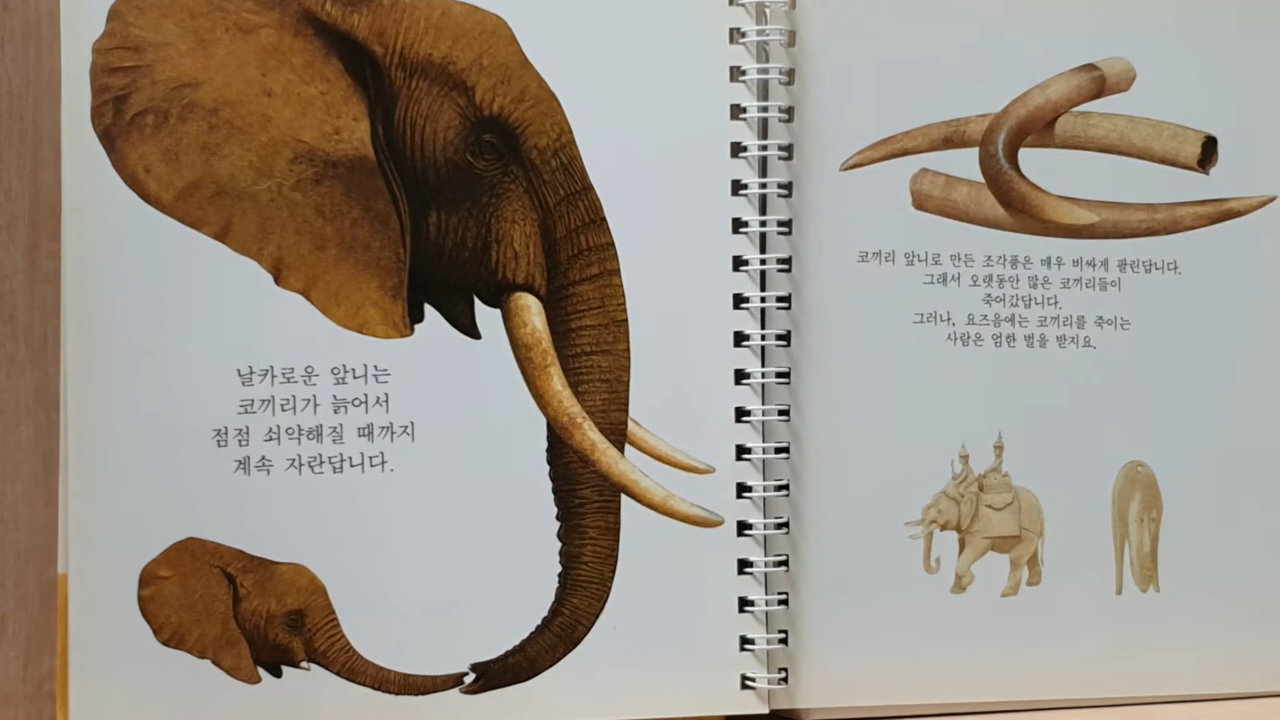 날카로운 앞니는
코끼리가 늙어서
점점 쇠약해질 때까지
계속 자란답니다.
코끼리 앞니로 만든 조각품은 매우 비싸게 팔린답니다.
그래서 오랫동안 많은 코끼리들이
죽어갔답니다.
그러나, 요즈음에는 코끼리를 죽이는
사람은 엄한 벌을 받지요.